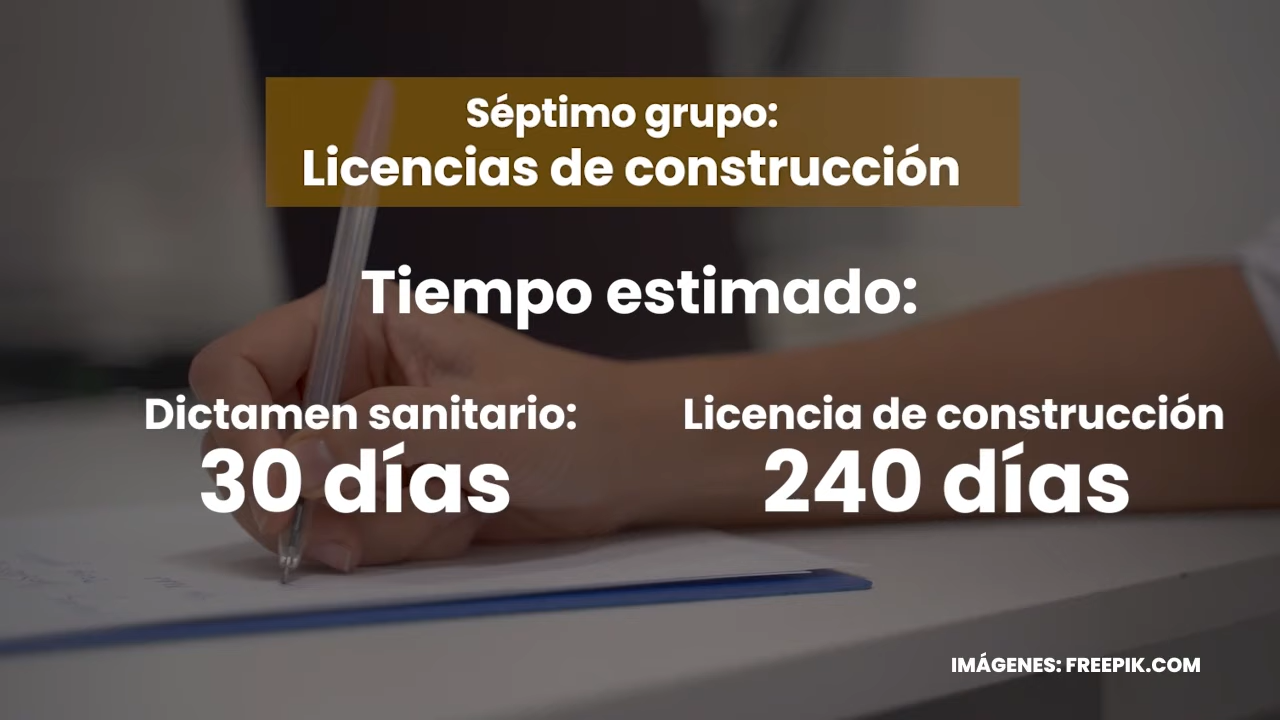 Séptimo grupo:
Licencias de construcción
Tiempo estimado:
Dictamen sanitario:
30 días
Licencia de construcción
240 días
IMÁGENES: FREEPIK.COM